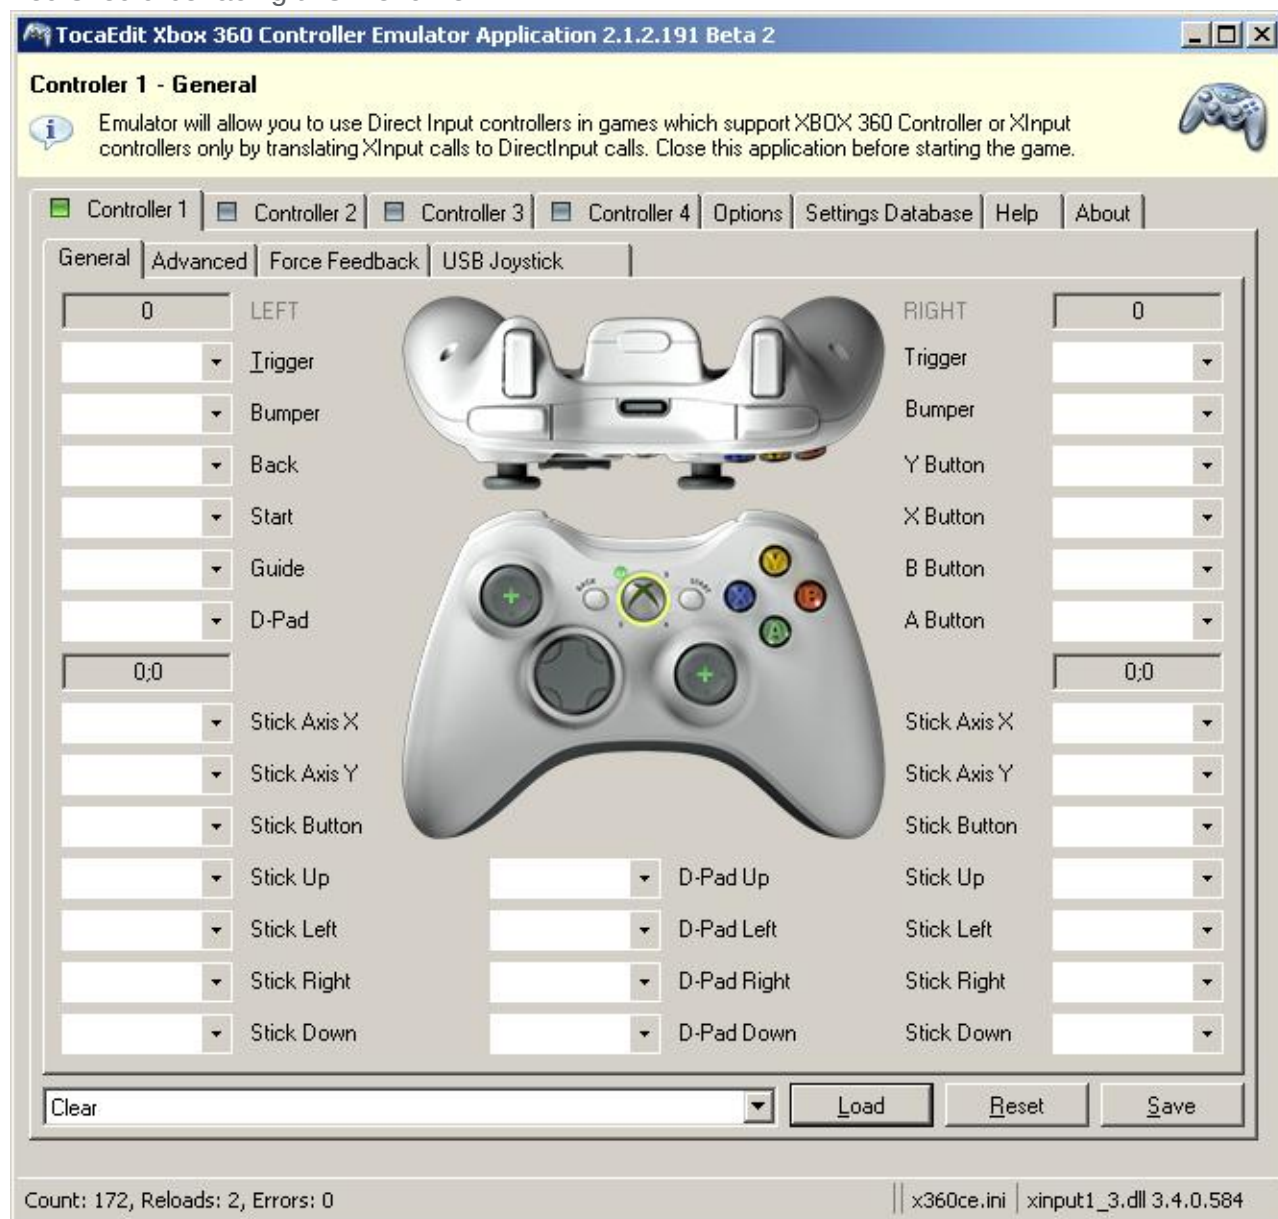 TocaEdit Xbox 360 Controller Emulator Application 2.1.2.191 Beta 2
Controler 1 - General
Emulator will allow you to use Direct Input controllers in games which support XBOX 360 Controller or XInput
controllers only by translating XInput calls to DirectInput calls. Close this application before starting the game.
Controller 1 Controller 2 Controller 3 Controller 4 Options Settings Database Help About
General Advanced Force Feedback USB Joystick
0 LEFT RIGHT 0
Trigger Trigger
Bumper Bumper
Back Y Button
Start X Button
Guide B Button
D-Pad A Button
BACK START
Y
X B
A
0;0 0;0
Stick Axis X Stick Axis X
Stick Axis Y Stick Axis Y
Stick Button Stick Button
Stick Up D-Pad Up Stick Up
Stick Left D-Pad Left Stick Left
Stick Right D-Pad Right Stick Right
Stick Down D-Pad Down Stick Down
Clear Load Reset Save
Count: 172, Reloads: 2, Errors: 0 x360ce.ini xinput1_3.dll 3.4.0.584